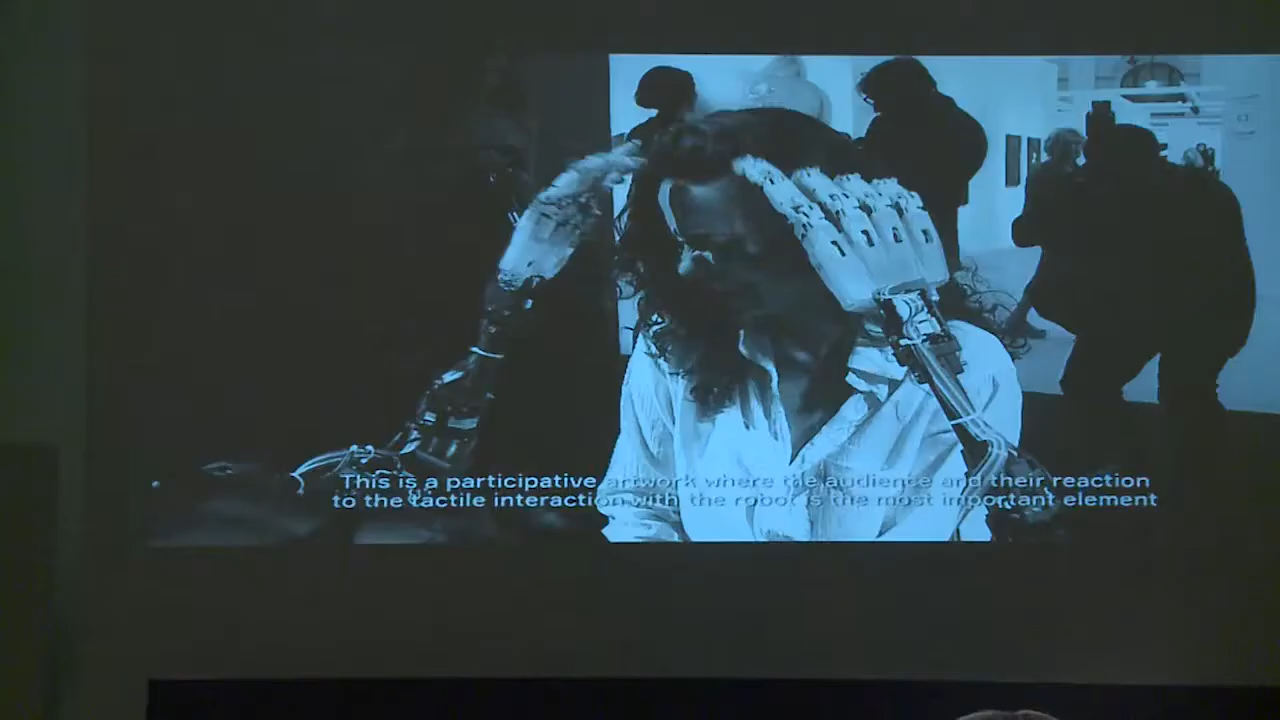 This is a participative artwork where the audience and their reaction
to the tactile interaction with the robot is the most important element